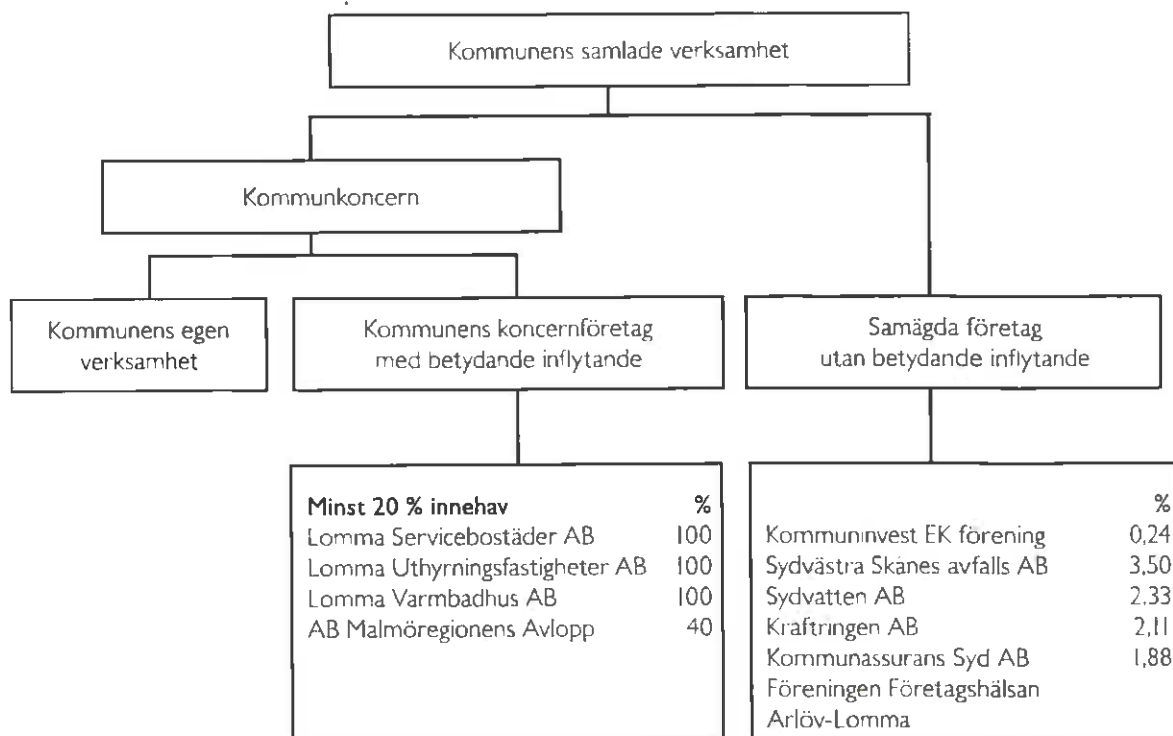 Kommunens samlade verksamhet
Kommunkoncern
Kommunens egen
verksamhet
Kommunens koncernföretag
med betydande inflytande
Samägda företag
utan betydande inflytande
Minst 20 % innehav %
Lomma Servicebostäder AB 100
Lomma Uthyrningsfastigheter AB 100
Lomma Varmbadhus AB 100
AB Malmöregionens Avlopp 40
%
Kommuninvest EK förening 0,24
Sydvästra Skånes avfalls AB 3,50
Sydvatten AB 2,33
Kraftringen AB 2,11
Kommunassurans Syd AB 1,88
Föreningen Företagshälsan
Arlöv-Lomma